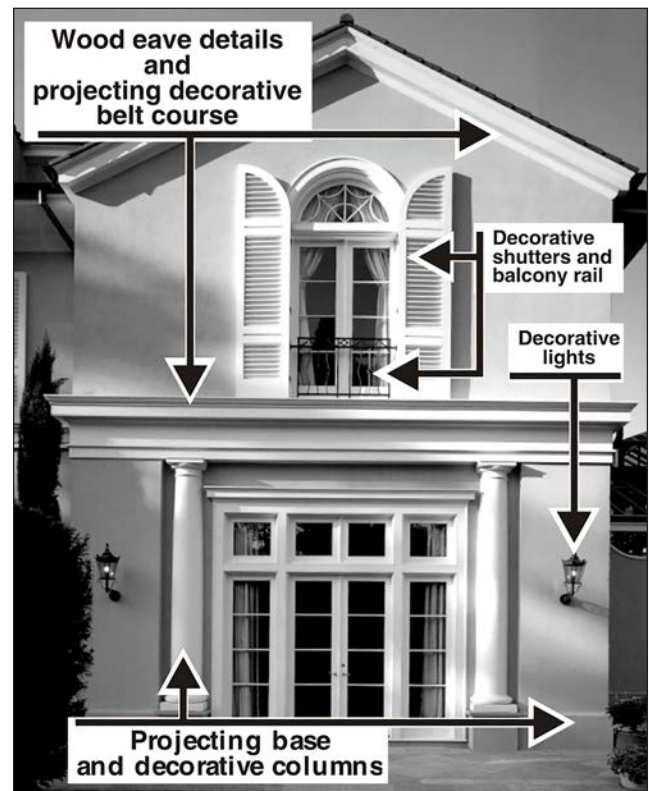 Wood eave details
and
projecting decorative
belt course
Decorative
shutters and
balcony rail
Decorative
lights
Projecting base
and decorative columns